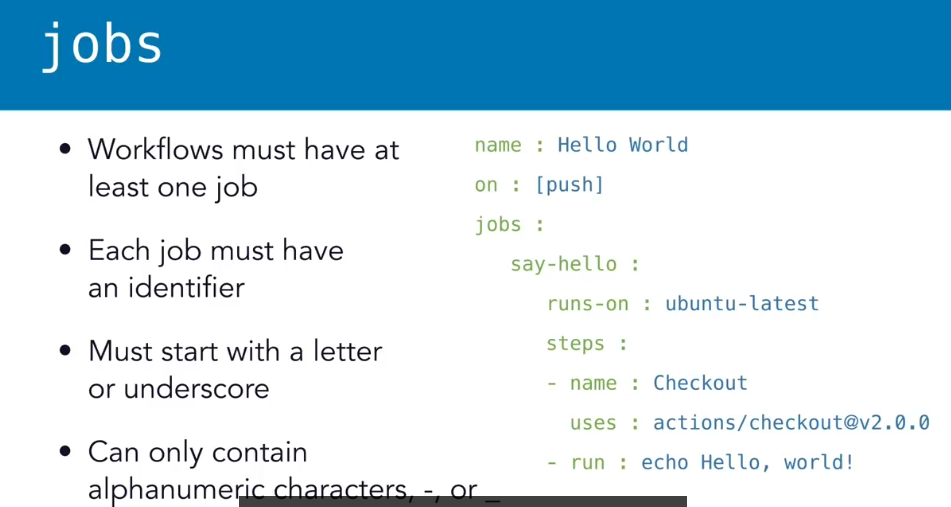 jobs
• Workflows must have at
least one job
• Each job must have
an identifier
• Must start with a letter
or underscore
• Can only contain
alphanumeric characters, -, or _
name : Hello World
on : [push]
jobs :
say-hello :
runs-on : ubuntu-latest
steps :
- name : Checkout
uses : actions/checkout@v2.0.0
- run : echo Hello, world!